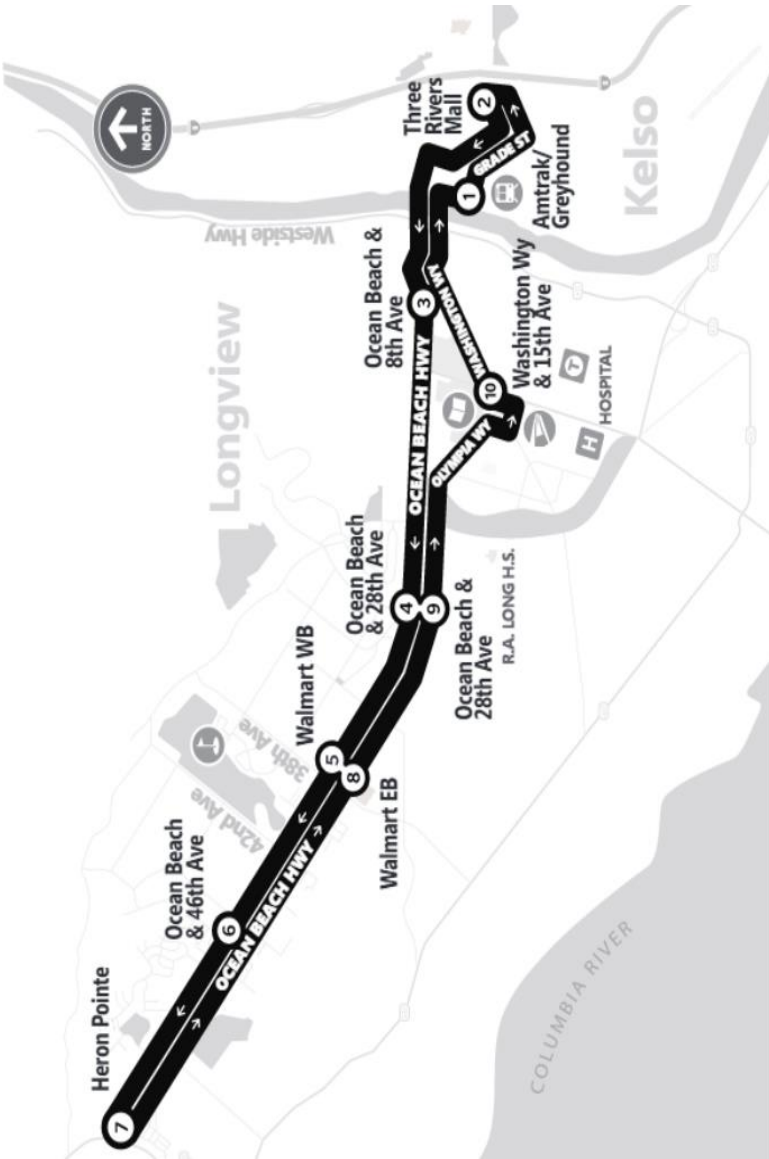 NORTH
7
Heron Pointe
OCEAN BEACH HWY
6
Ocean Beach
& 46th Ave
42nd Ave
38th Ave
Walmart WB
5
8
Walmart EB
Longview
Ocean Beach
& 28th Ave
4
9
Ocean Beach &
28th Ave
R.A. LONG H.S.
OCEAN BEACH HWY
OLYMPIA WY
Ocean Beach &
8th Ave
3
WASHINGTON WY
10
Washington Wy
& 15th Ave
T
H
HOSPITAL
Westside Hwy
Three
Rivers
Mall
2
GRADE ST
1
Amtrak/
Greyhound
Kelso
COLUMBIA RIVER